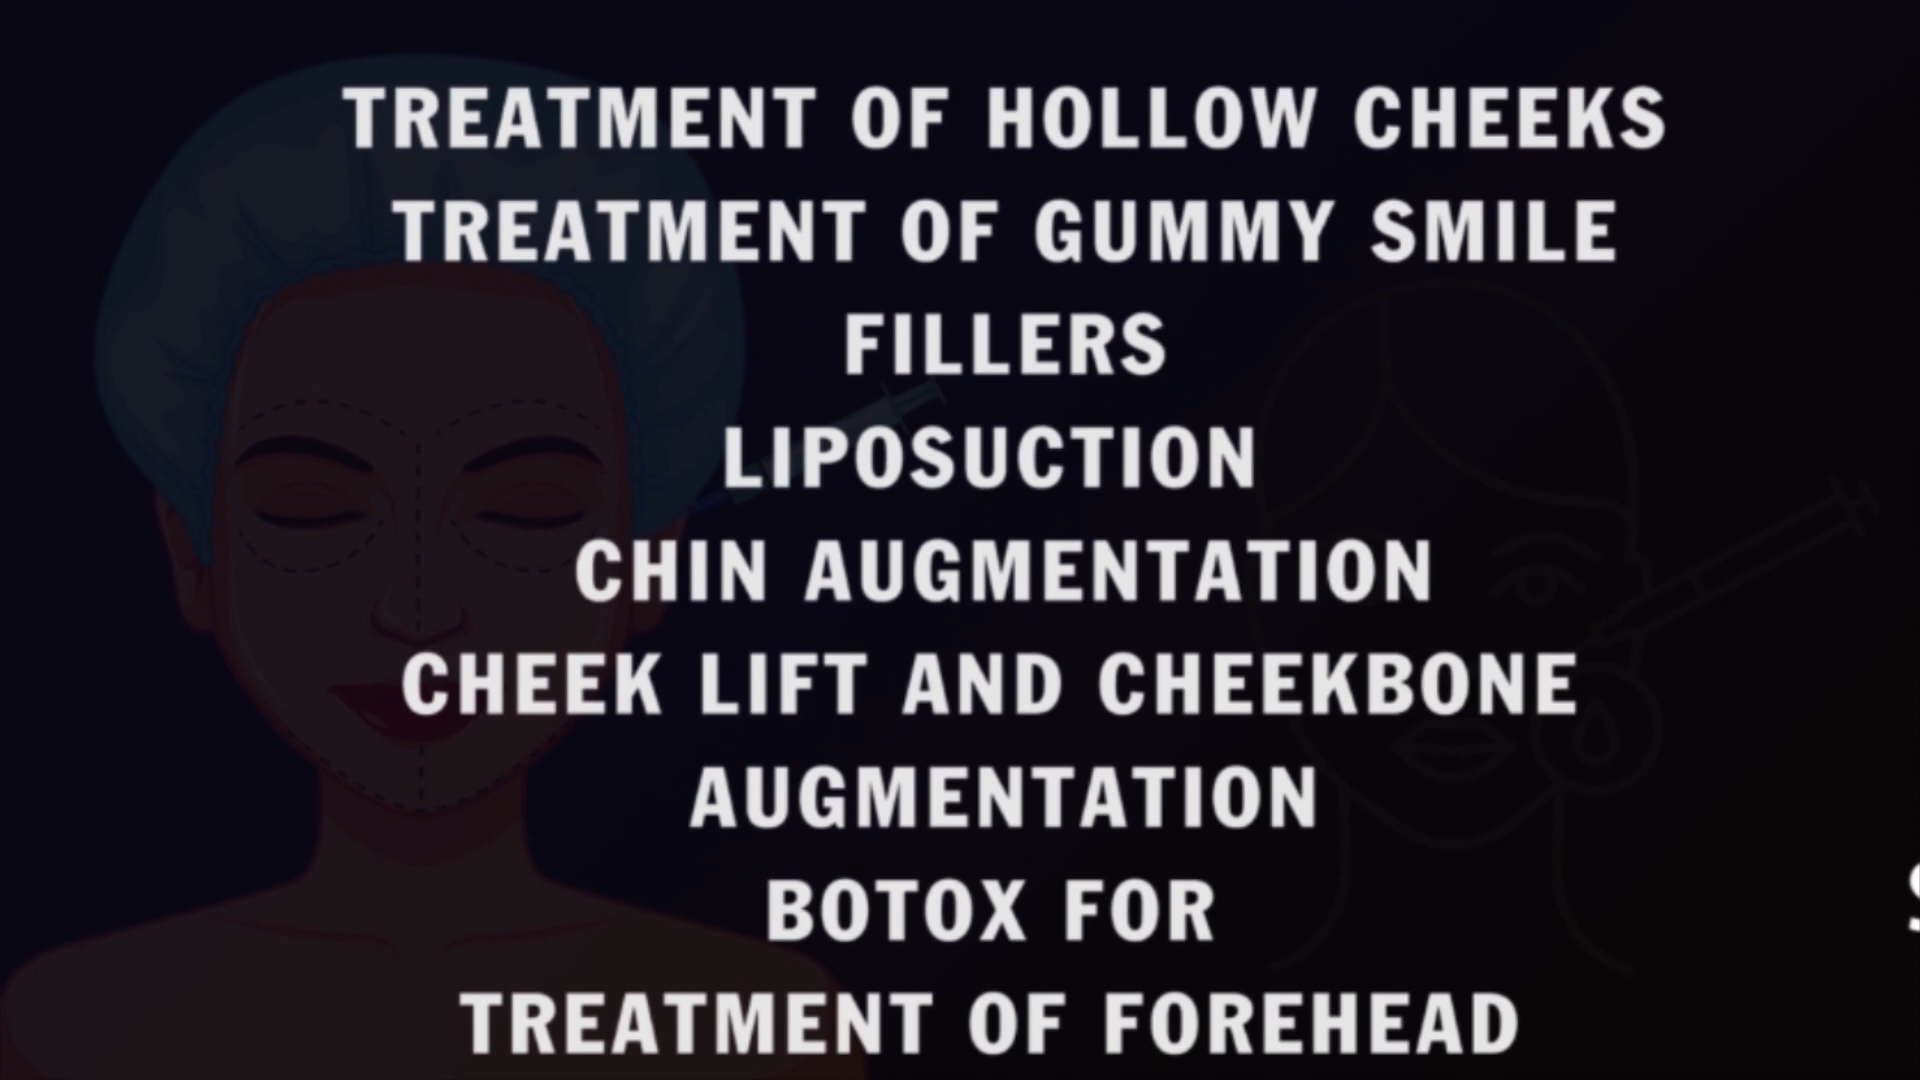 TREATMENT OF HOLLOW CHEEKS
TREATMENT OF GUMMY SMILE
FILLERS
LIPOSUCTION
CHIN AUGMENTATION
CHEEK LIFT AND CHEEKBONE
AUGMENTATION
BOTOX FOR
TREATMENT OF FOREHEAD